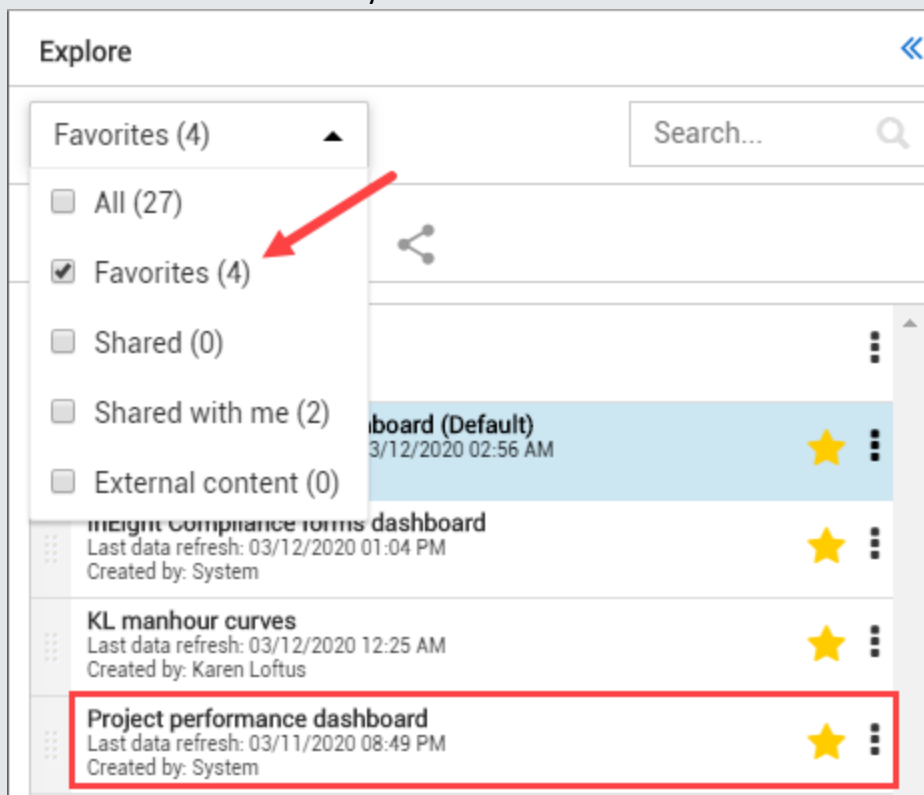 Explore
Favorites (4)
Search...
All (27)
Favorites (4)
Shared (0)
Shared with me (2)
External content (0)
board (Default)
3/12/2020 02:56 AM
InEight Compliance forms dashboard
Last data refresh: 03/12/2020 01:04 PM
Created by: System
KL manhour curves
Last data refresh: 03/12/2020 12:25 AM
Created by: Karen Loftus
Project performance dashboard
Last data refresh: 03/11/2020 08:49 PM
Created by: System